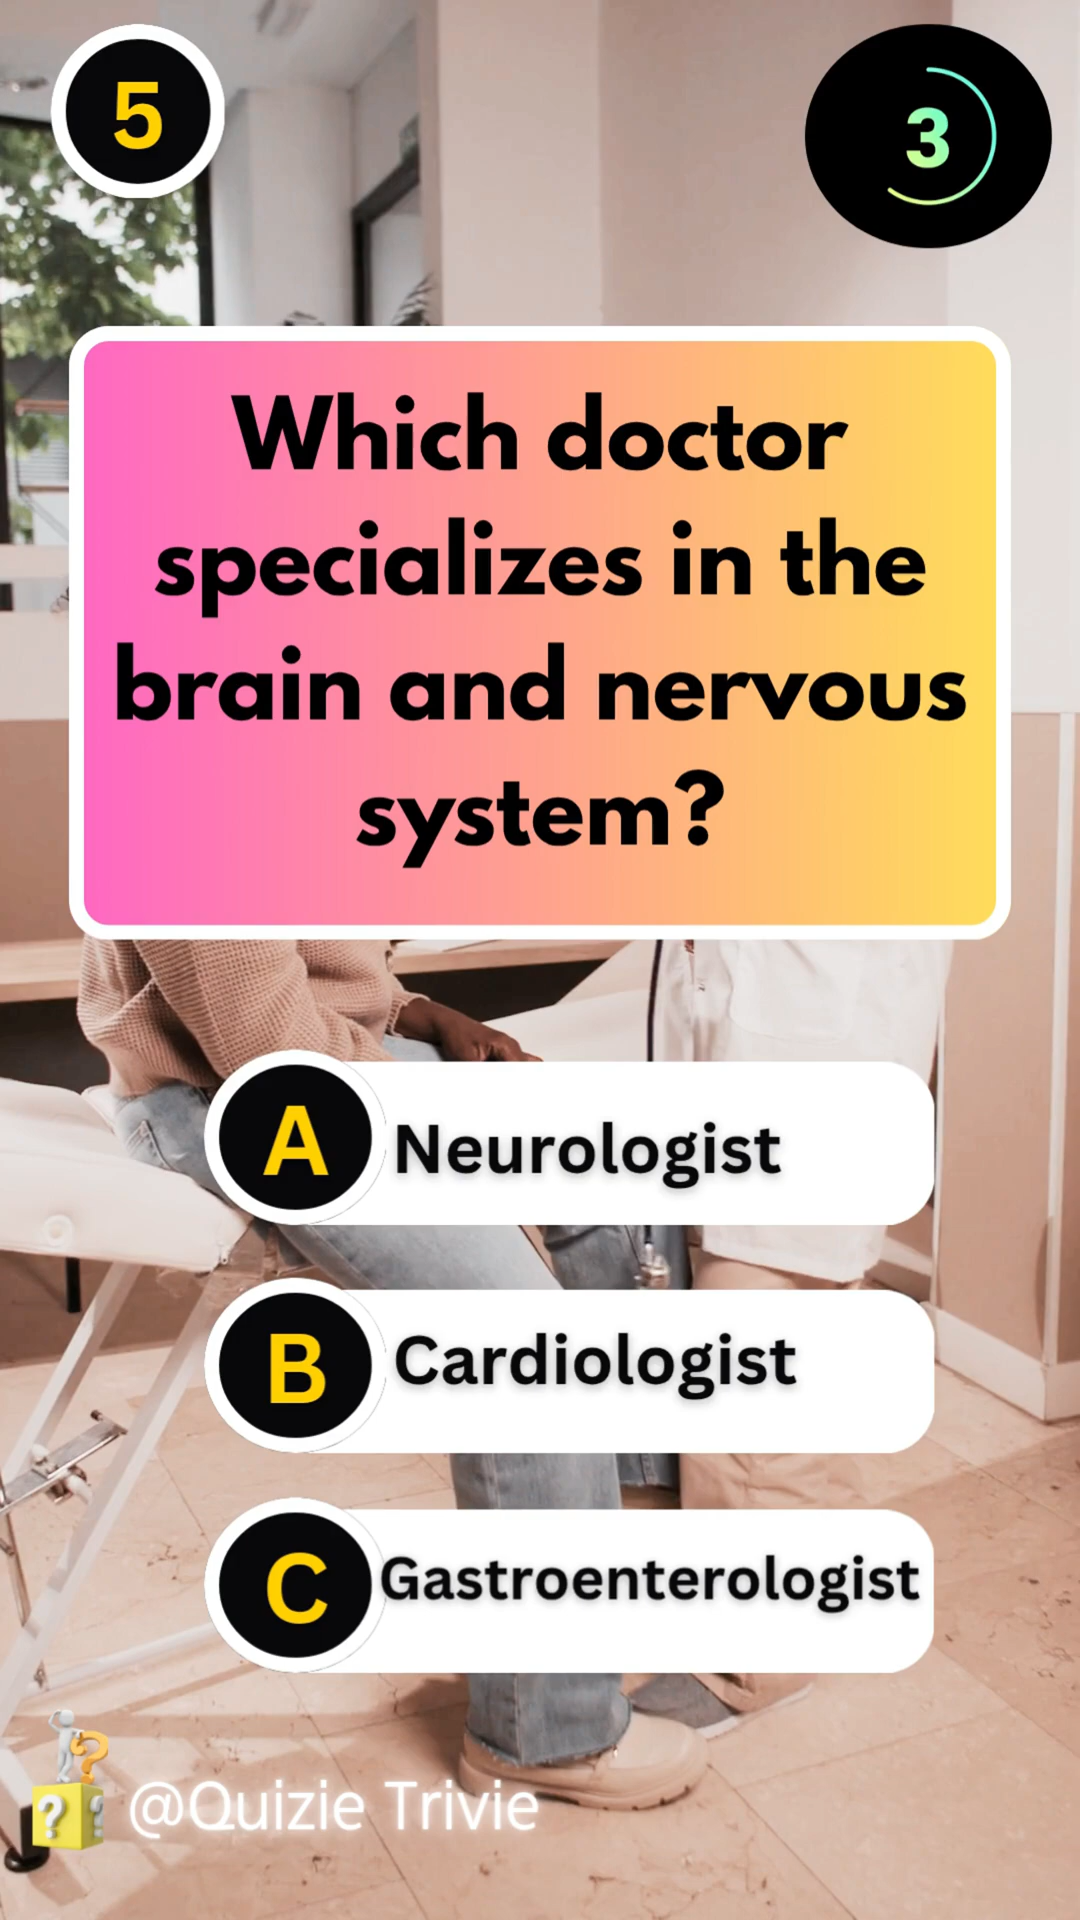 5
3
Which doctor
specializes in the
brain and nervous
system?
A Neurologist
B Cardiologist
C Gastroenterologist
? ?
?
@Quizie Trivie